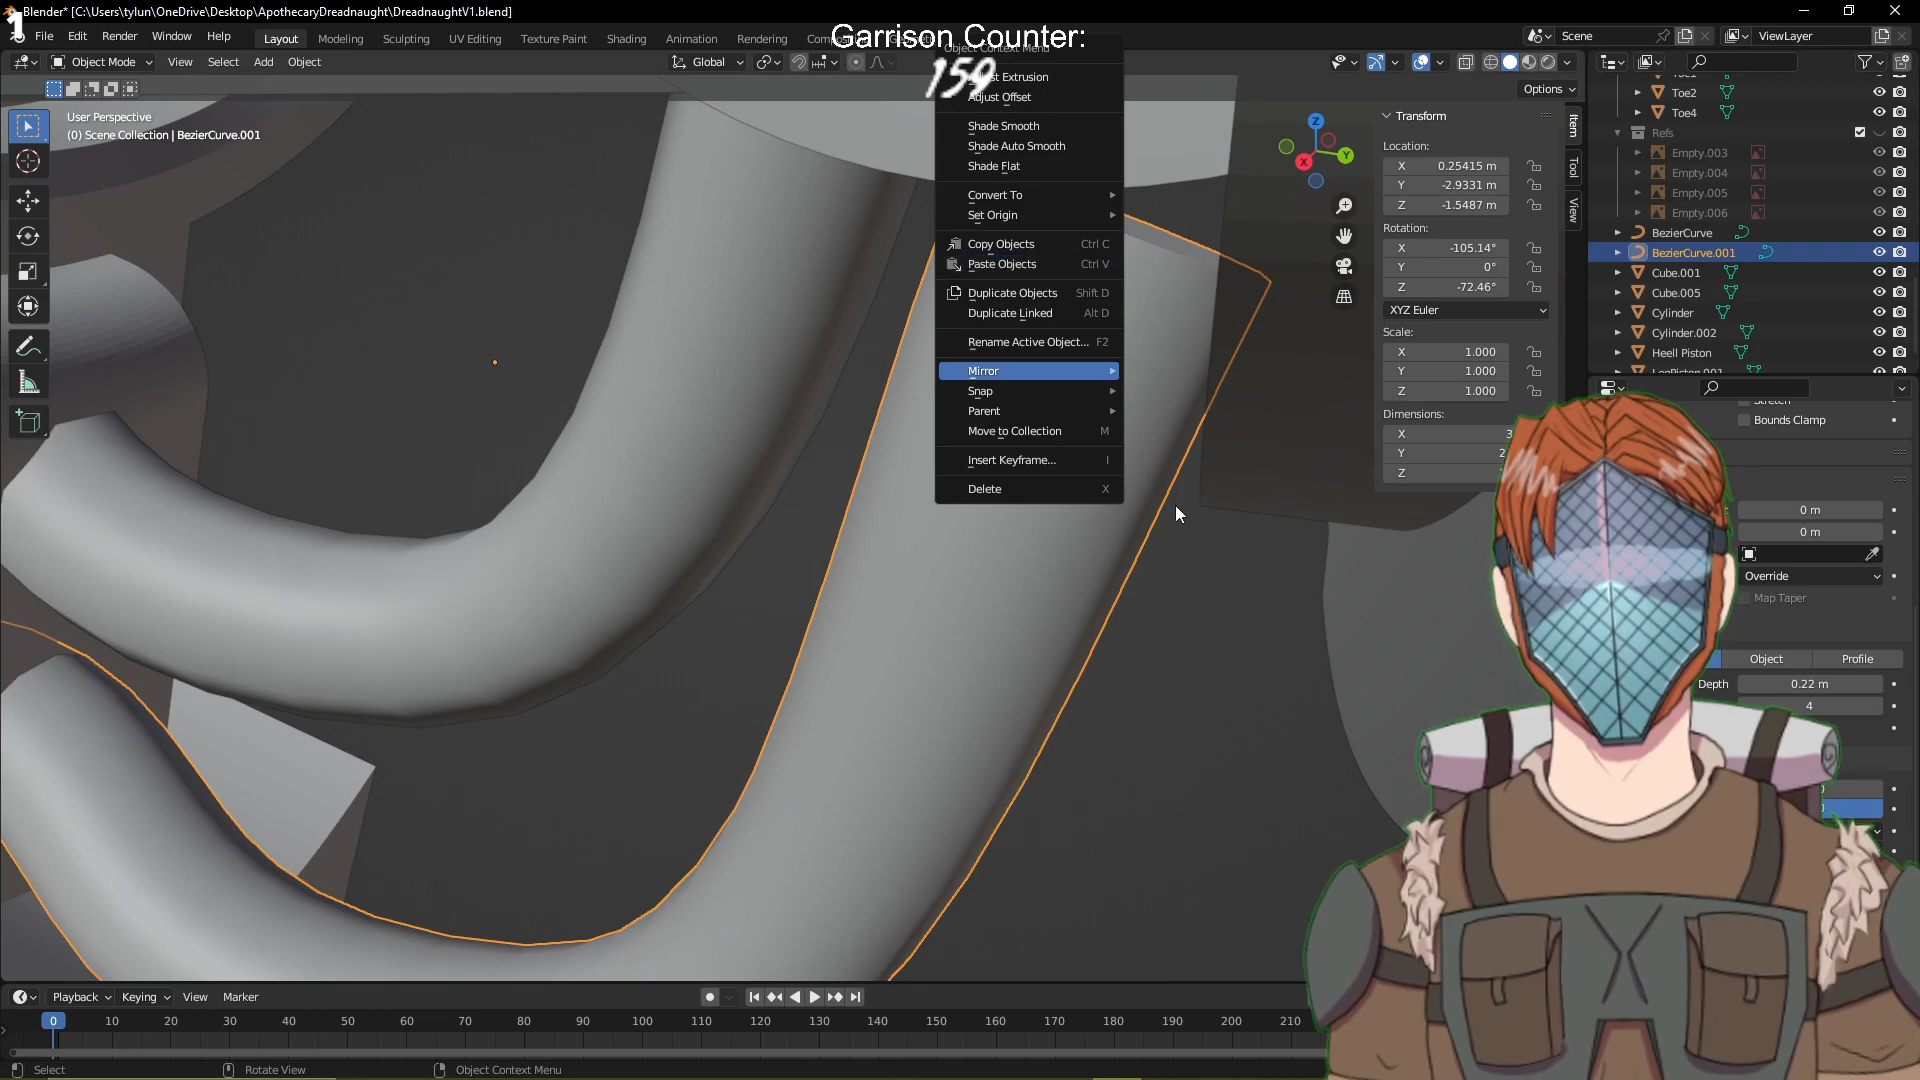 1
Blender* [C:\Users\tylun\OneDrive\Desktop\ApothecaryDreadnaught\DreadnaughtV1.blend]
File Edit Render Window Help
Layout Modeling Sculpting UV Editing Texture Paint Shading Animation Rendering
Garrison Counter:
159
Scene
ViewLayer
Object Mode View Select Add Object
Global
Options
User Perspective
(0) Scene Collection | BezierCurve.001
Object Context Menu
Adjust Offset
Shade Smooth
Shade Auto Smooth
Shade Flat
Convert To
Set Origin
Copy Objects Ctrl C
Paste Objects Ctrl V
Duplicate Objects Shift D
Duplicate Linked Alt D
Rename Active Object... F2
Mirror
Snap
Parent
Move to Collection M
Insert Keyframe... I
Delete X
Z
Y
X
Transform
Location:
X 0.25415 m
Y -2.9331 m
Z -1.5487 m
Rotation:
X -105.14°
Y 0°
Z -72.46°
XYZ Euler
Scale:
X 1.000
Y 1.000
Z 1.000
Dimensions:
X 3
Y 2
Z
Item
Tool
View
Toe2
Toe4
Refs
Empty.003
Empty.004
Empty.005
Empty.006
BezierCurve
BezierCurve.001
Cube.001
Cube.005
Cylinder
Cylinder.002
Heell Piston
Bounds Clamp
0 m
0 m
Override
Map Taper
Object Profile
Depth 0.22 m
4
Playback Keying View Marker
0 10 20 30 40 50 60 70 80 90 100 110 120 130 140 150 160 170 180 190 200 210
Select Rotate View Object Context Menu